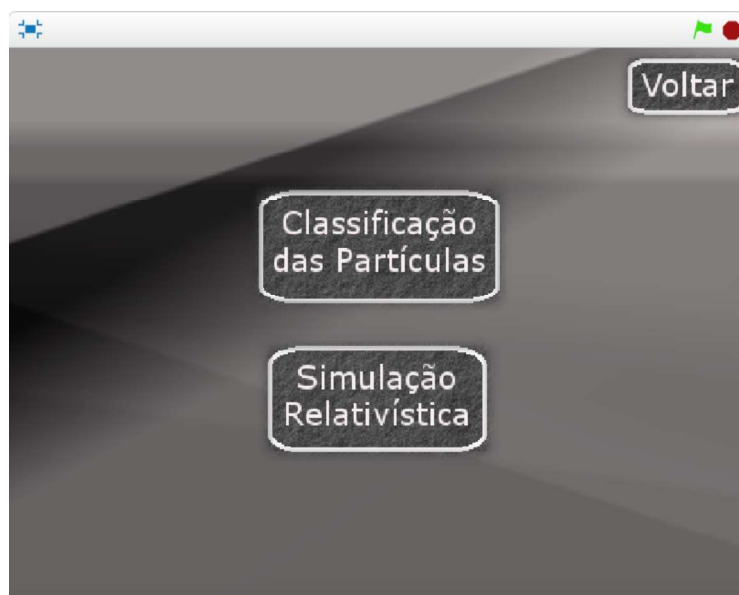 Voltar
Classificação
das Partículas
Simulação
Relativística